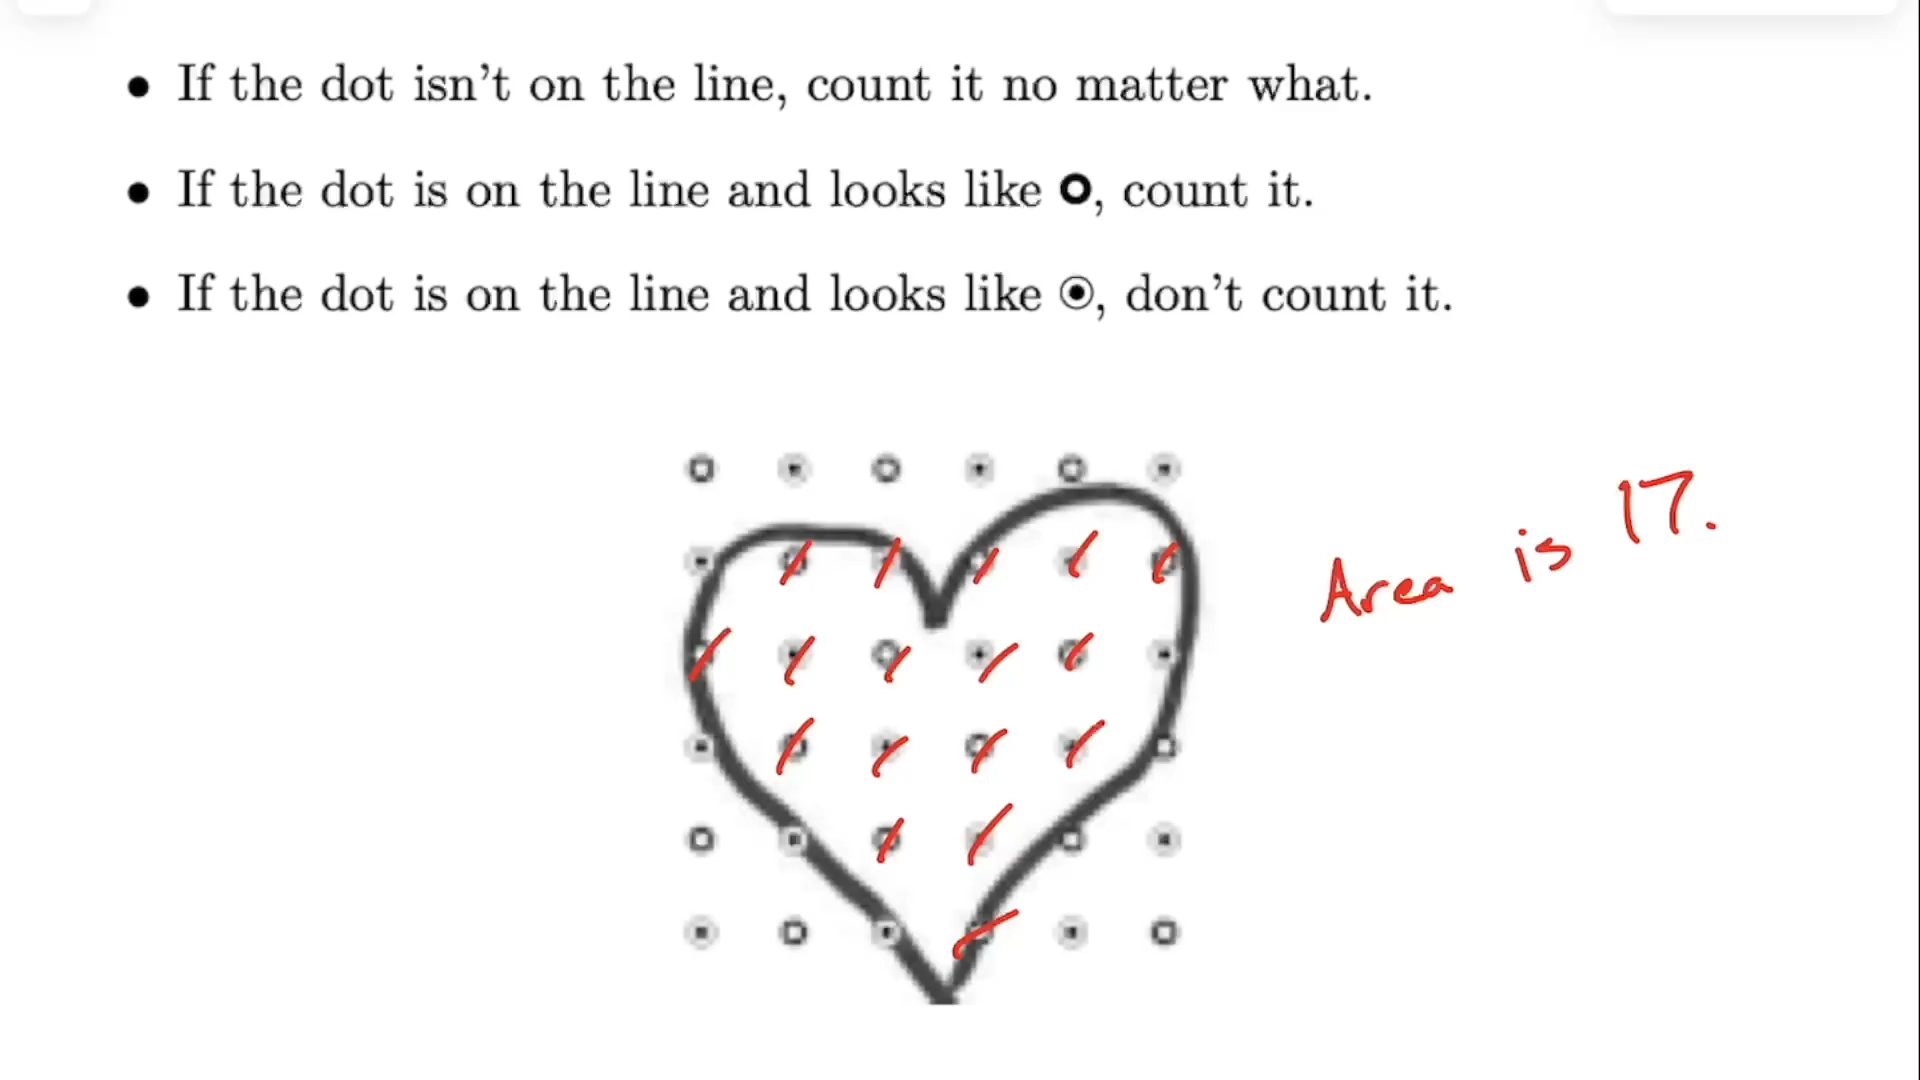 • If the dot isn't on the line, count it no matter what.
• If the dot is on the line and looks like o, count it.
• If the dot is on the line and looks like ⊙, don't count it.
Area is 17.